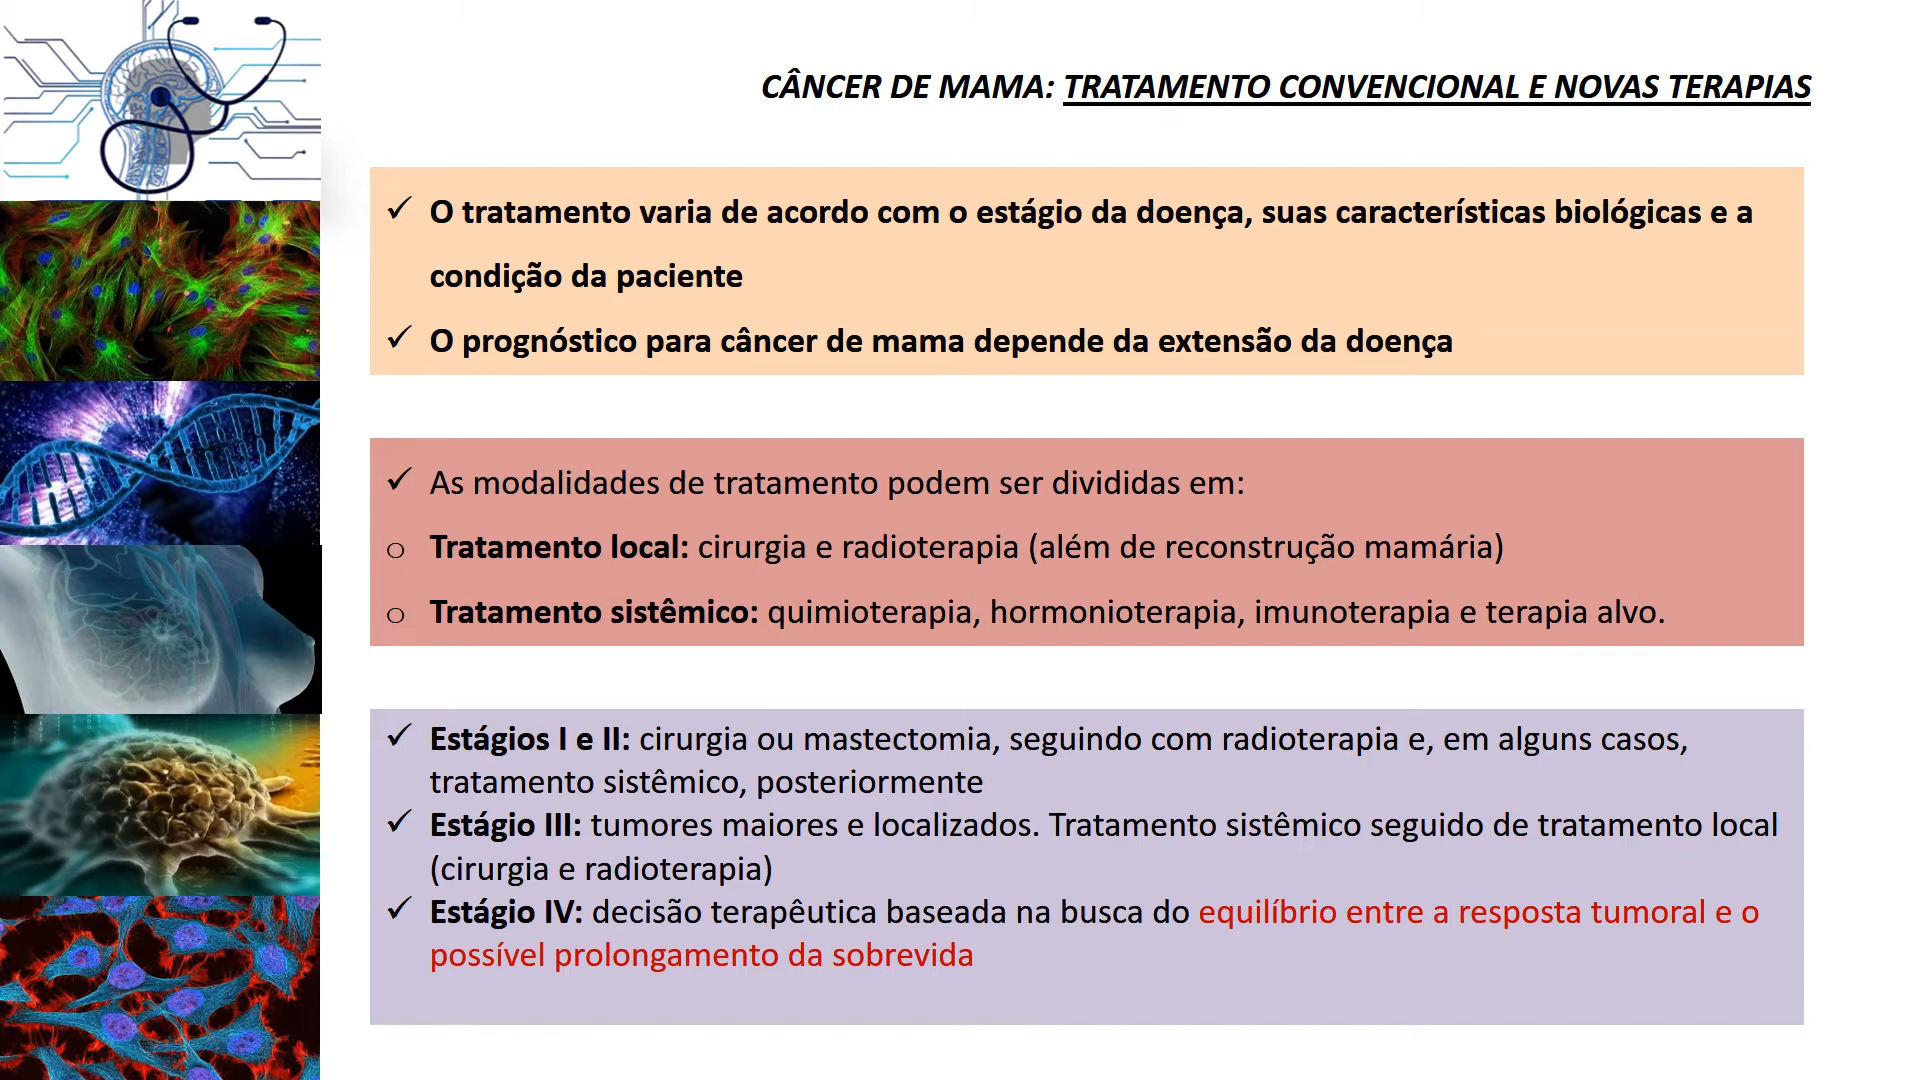 CÂNCER DE MAMA: TRATAMENTO CONVENCIONAL E NOVAS TERAPIAS
✓ O tratamento varia de acordo com o estágio da doença, suas características biológicas e a
condição da paciente
✓ O prognóstico para câncer de mama depende da extensão da doença
✓ As modalidades de tratamento podem ser divididas em:
o Tratamento local: cirurgia e radioterapia (além de reconstrução mamária)
o Tratamento sistêmico: quimioterapia, hormonioterapia, imunoterapia e terapia alvo.
✓ Estágios I e II: cirurgia ou mastectomia, seguindo com radioterapia e, em alguns casos,
tratamento sistêmico, posteriormente
✓ Estágio III: tumores maiores e localizados. Tratamento sistêmico seguido de tratamento local
(cirurgia e radioterapia)
✓ Estágio IV: decisão terapêutica baseada na busca do equilíbrio entre a resposta tumoral e o
possível prolongamento da sobrevida